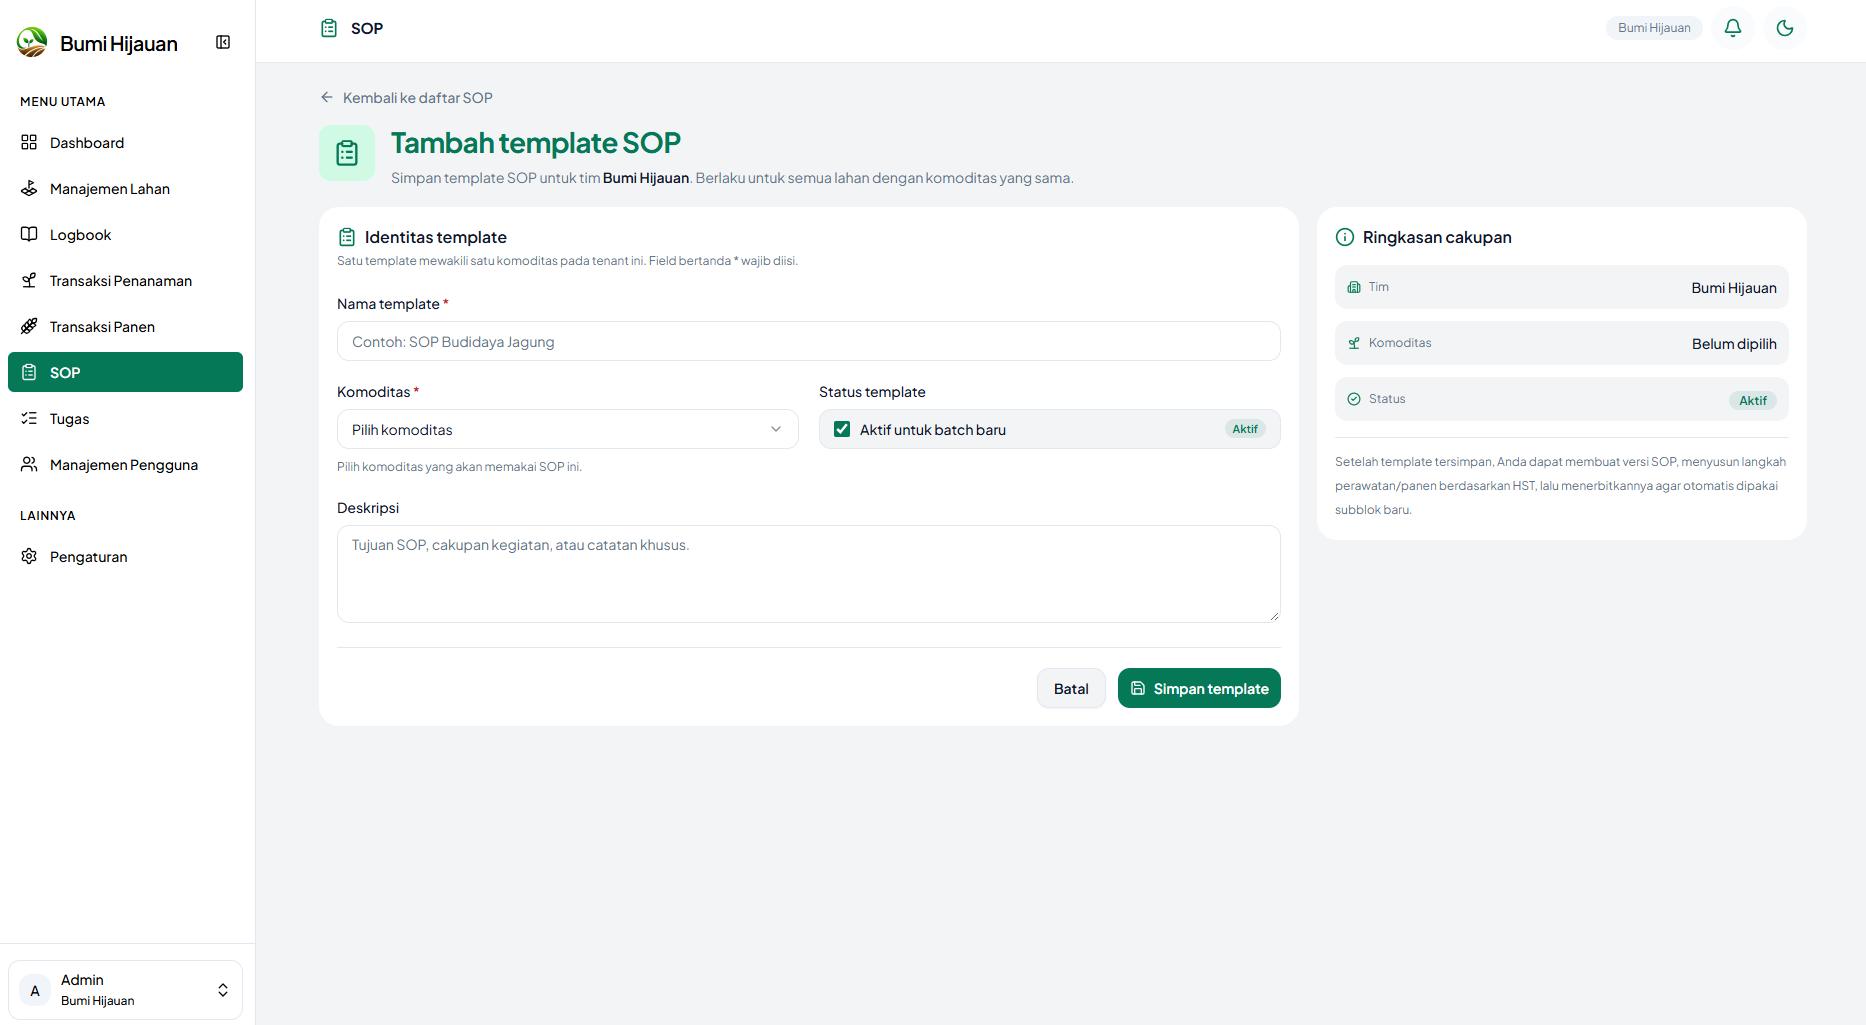 Bumi Hijauan
MENU UTAMA
Dashboard
Manajemen Lahan
Logbook
Transaksi Penanaman
Transaksi Panen
SOP
Tugas
Manajemen Pengguna
LAINNYA
Pengaturan
A
Admin
Bumi Hijauan
SOP
Bumi Hijauan
Kembali ke daftar SOP
Tambah template SOP
Simpan template SOP untuk tim Bumi Hijauan. Berlaku untuk semua lahan dengan komoditas yang sama.
Identitas template
Satu template mewakili satu komoditas pada tenant ini. Field bertanda * wajib diisi.
Nama template *
Contoh: SOP Budidaya Jagung
Komoditas *
Pilih komoditas
Pilih komoditas yang akan memakai SOP ini.
Status template
Aktif untuk batch baru
Aktif
Deskripsi
Tujuan SOP, cakupan kegiatan, atau catatan khusus.
Batal
Simpan template
Ringkasan cakupan
Tim
Bumi Hijauan
Komoditas
Belum dipilih
Status
Aktif
Setelah template tersimpan, Anda dapat membuat versi SOP, menyusun langkah
perawatan/panen berdasarkan HST, lalu menerbitkannya agar otomatis dipakai
subblok baru.